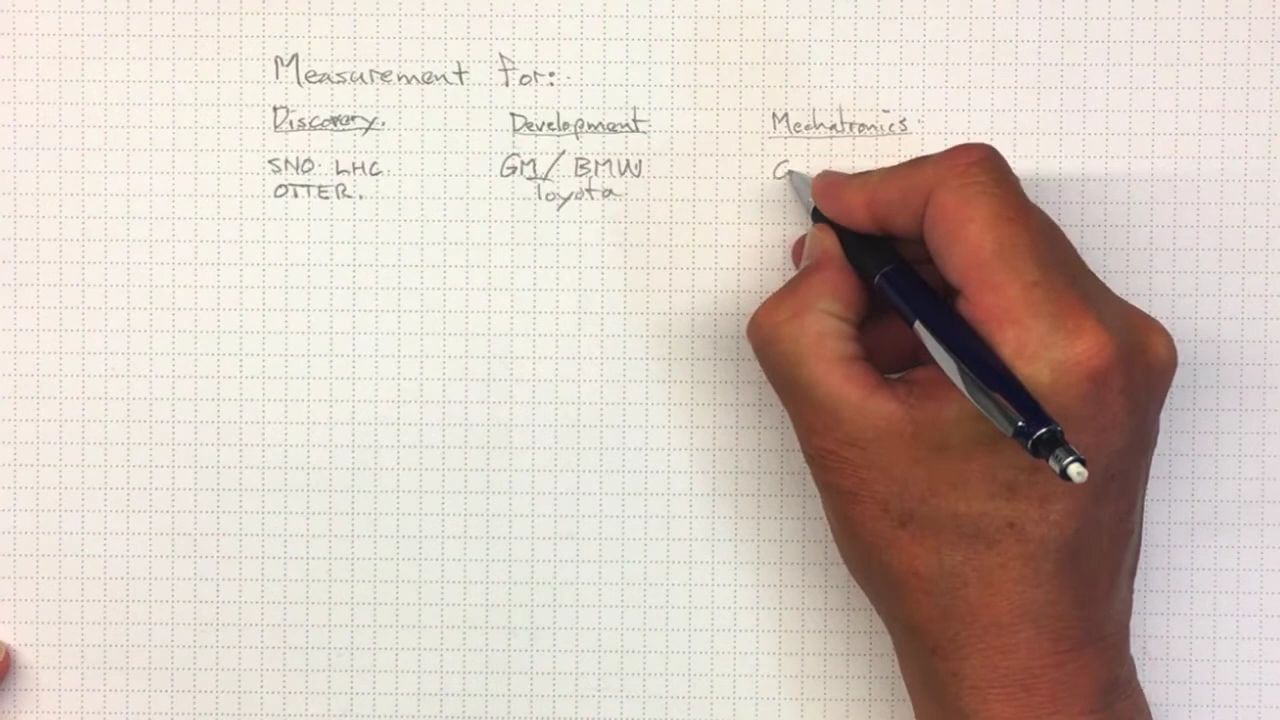 Measurement for:
Discovery. Development Mechatronics
SNO LHC GM/ BMW
OTTER. Toyota